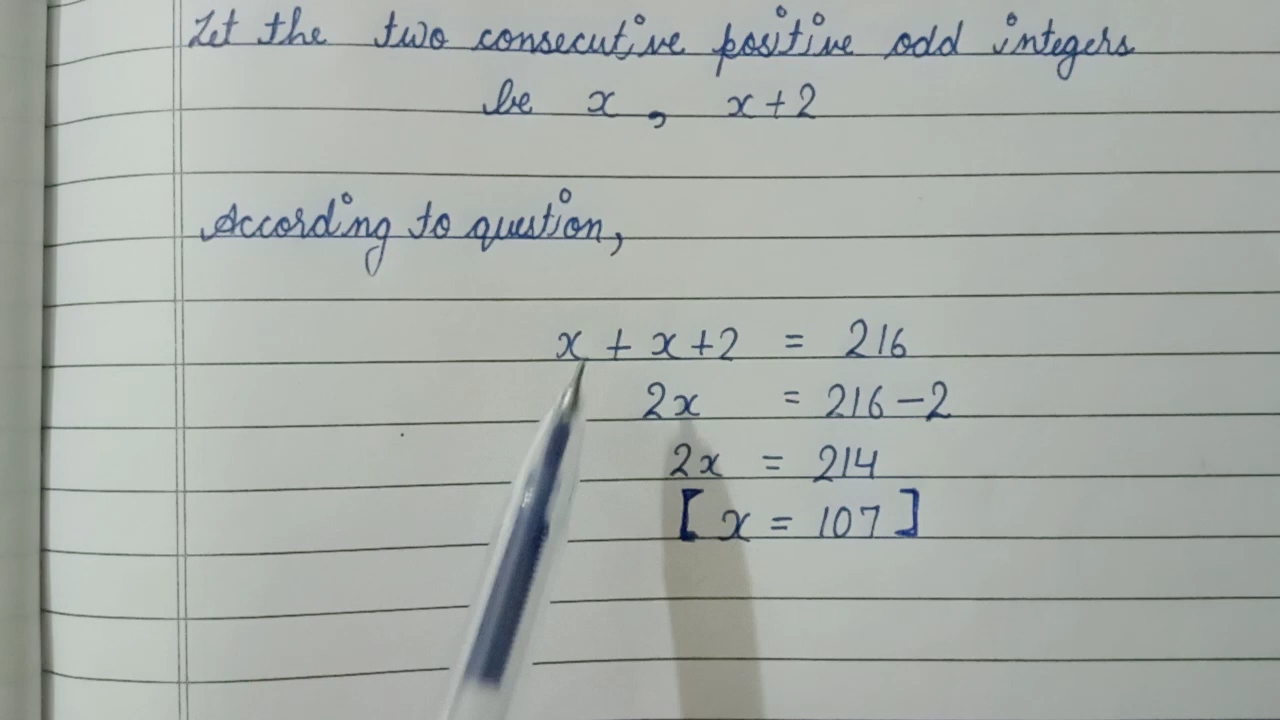 Let the two consecutive positive odd integers
be x, x+2
According to question,
x + x+2 = 216
2x = 216-2
2x = 214
[x = 107]